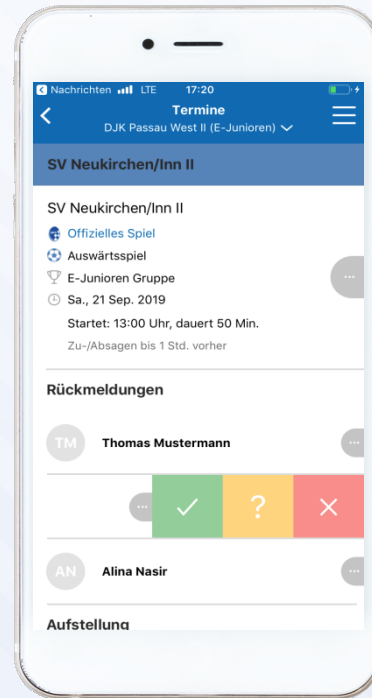 Nachrichten LTE 17:20
Termine
DJK Passau West II (E-Junioren)
SV Neukirchen/Inn II
SV Neukirchen/Inn II
Offizielles Spiel
Auswärtsspiel
E-Junioren Gruppe
Sa., 21 Sep. 2019
Startet: 13:00 Uhr, dauert 50 Min.
Zu-/Absagen bis 1 Std. vorher
Rückmeldungen
TM Thomas Mustermann
?
AN Alina Nasir
Aufstellung